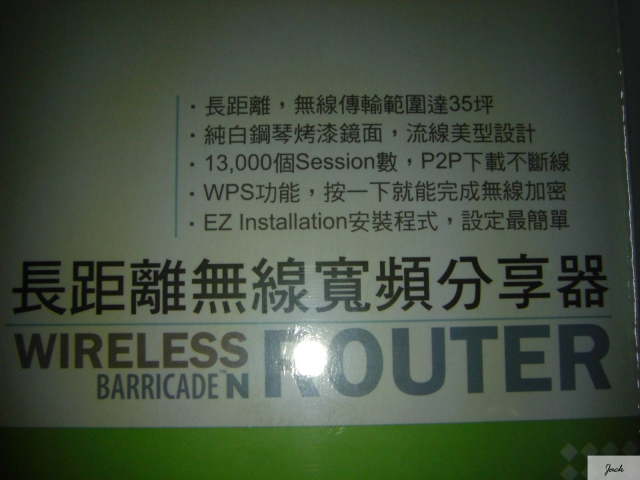 · 長距離，無線傳輸範圍達35坪
· 純白鋼琴烤漆鏡面，流線美型設計
· 13,000個Session數，P2P下載不斷線
· WPS功能，按一下就能完成無線加密
· EZ Installation安裝程式，設定最簡單
長距離無線寬頻分享器
WIRELESS ROUTER
BARRICADE™ N
Jack